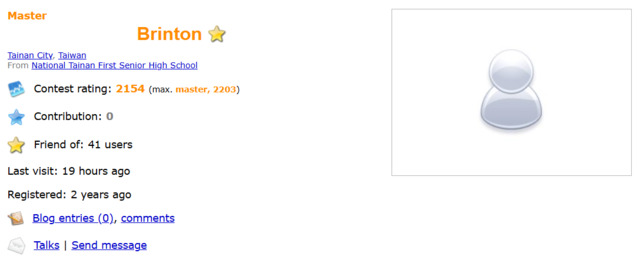 Master
Brinton
Tainan City, Taiwan
From National Tainan First Senior High School
Contest rating: 2154 (max. master, 2203)
Contribution: 0
Friend of: 41 users
Last visit: 19 hours ago
Registered: 2 years ago
Blog entries (0), comments
Talks | Send message